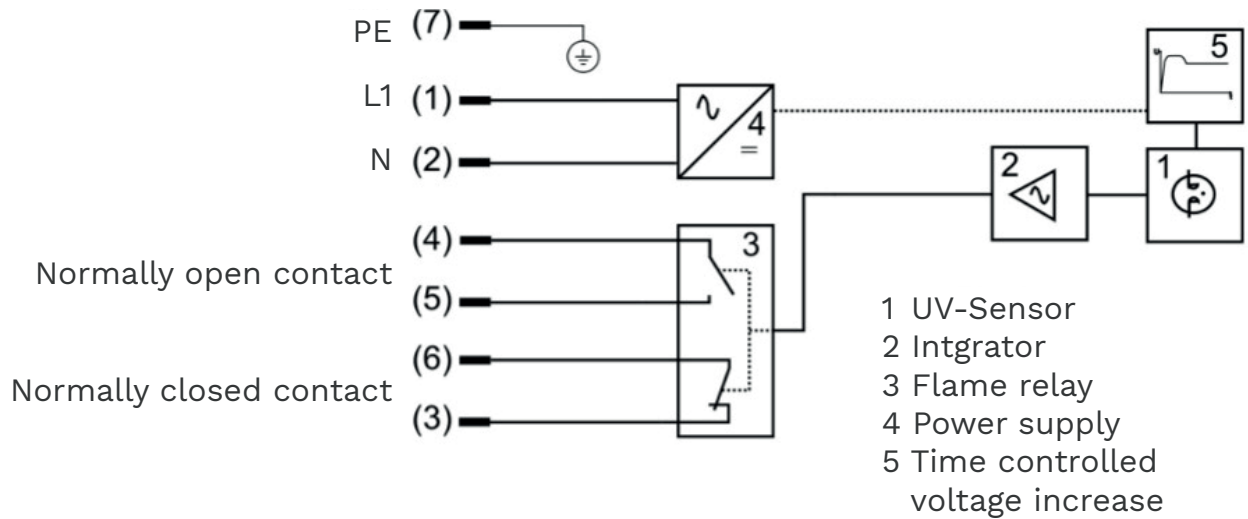 PE (7)
L1 (1)
N (2)
Normally open contact
(4)
(5)
Normally closed contact
(6)
(3)
4
=
3
5
2
1
1 UV-Sensor
2 Intgrator
3 Flame relay
4 Power supply
5 Time controlled
voltage increase